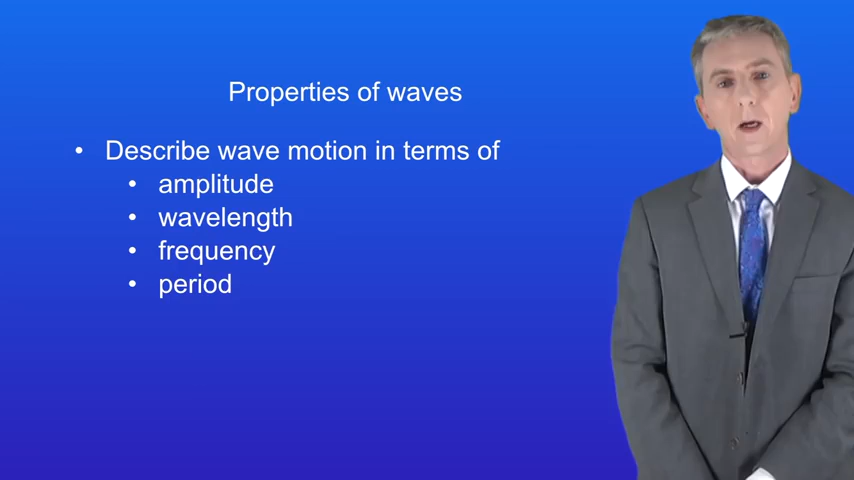 Properties of waves
• Describe wave motion in terms of
• amplitude
• wavelength
• frequency
• period